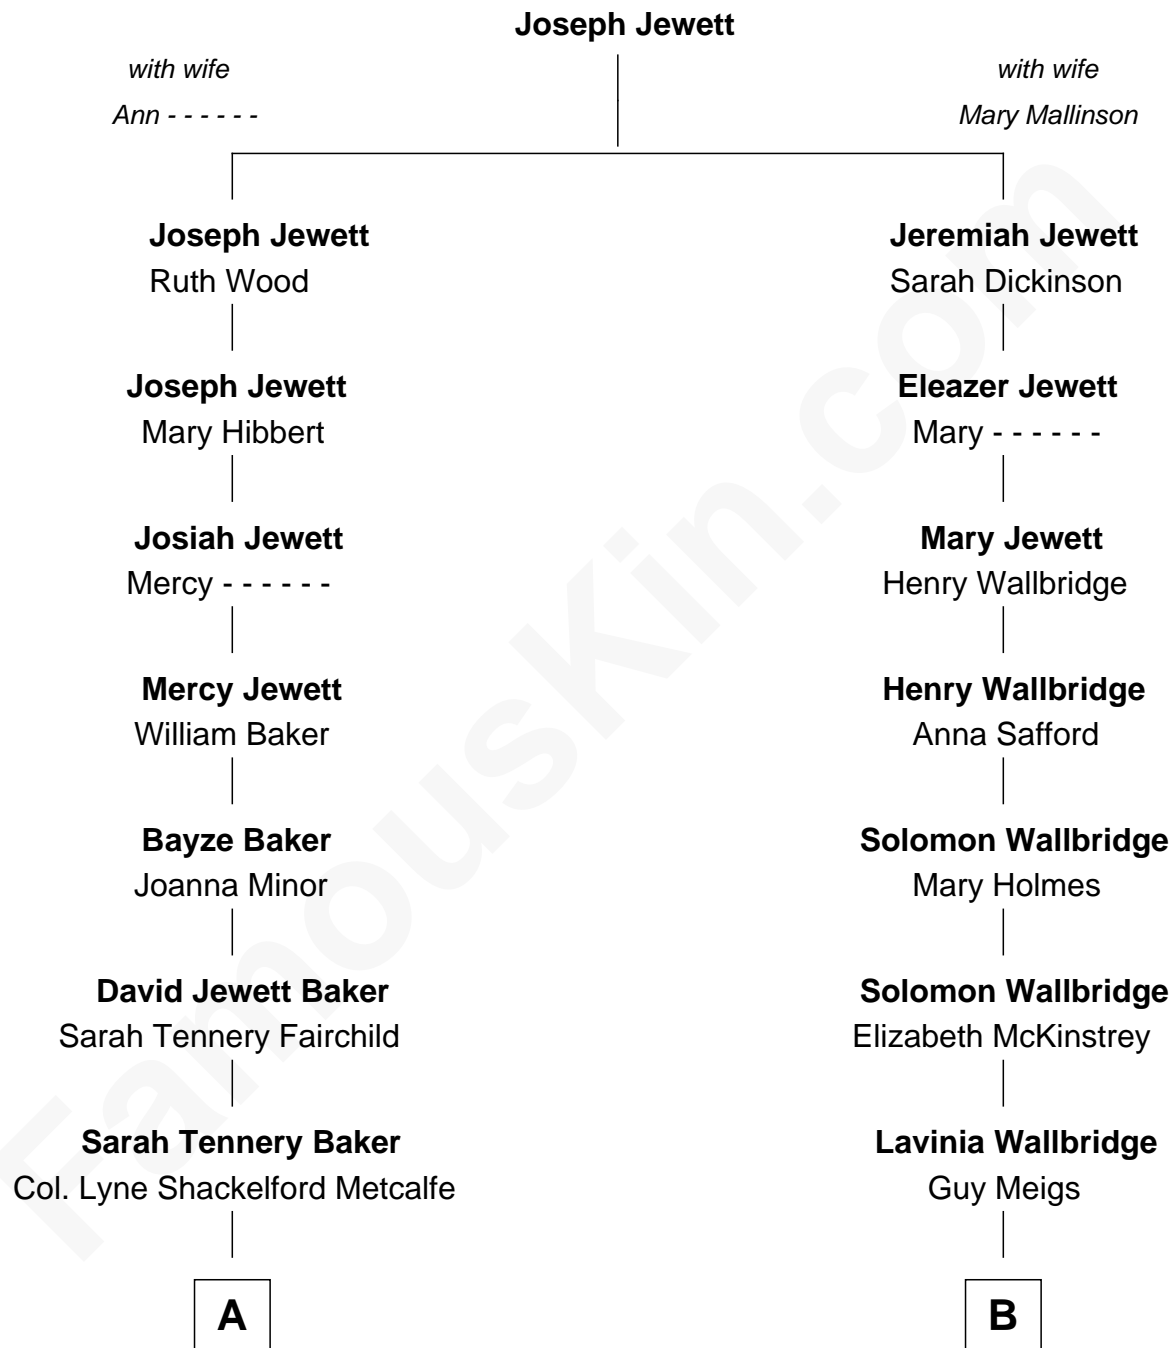 Joseph Jewett
with wife
Ann - - - - - -
with wife
Mary Mallinson
Joseph Jewett
Ruth Wood
Jeremiah Jewett
Sarah Dickinson
Joseph Jewett
Mary Hibbert
Eleazer Jewett
Mary - - - - - -
Josiah Jewett
Mercy - - - - - -
Mary Jewett
Henry Wallbridge
Mercy Jewett
William Baker
Henry Wallbridge
Anna Safford
Bayze Baker
Joanna Minor
Solomon Wallbridge
Mary Holmes
David Jewett Baker
Sarah Tennery Fairchild
Solomon Wallbridge
Elizabeth McKinstrey
Sarah Tennery Baker
Col. Lyne Shackelford Metcalfe
Lavinia Wallbridge
Guy Meigs
A
B
FamousKin.com